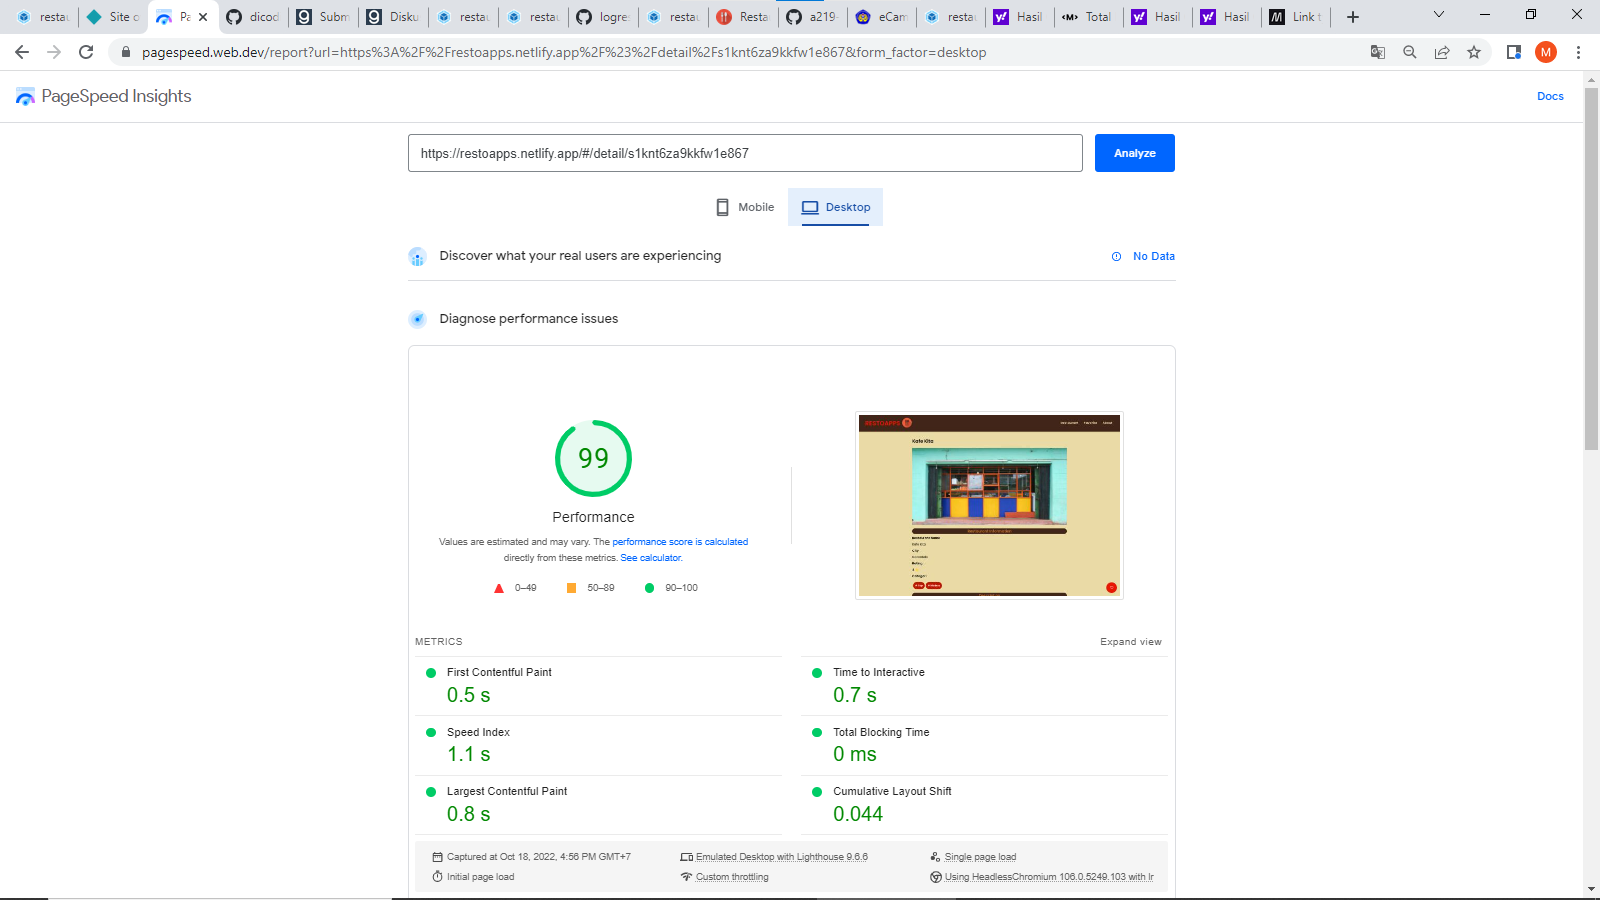 restau
Site o
Pa
dicod
Subm
Disku
restau
restau
logre
restau
Resta
a219-
eCam
restau
Hasil
Total
Hasil
Hasil
Link t
pagespeed.web.dev/report?url=https%3A%2F%2Frestoapps.netlify.app%2F%23%2Fdetail%2Fs1knt6za9kkfw1e867&form_factor=desktop
M
PageSpeed Insights
Docs
https://restoapps.netlify.app/#/detail/s1knt6za9kkfw1e867
Analyze
Mobile
Desktop
Discover what your real users are experiencing
No Data
Diagnose performance issues
99
Performance
Values are estimated and may vary. The performance score is calculated
directly from these metrics. See calculator.
0–49
50–89
90–100
RESTOAPPS
Kafe Kita
METRICS
Expand view
First Contentful Paint
0.5 s
Time to Interactive
0.7 s
Speed Index
1.1 s
Total Blocking Time
0 ms
Largest Contentful Paint
0.8 s
Cumulative Layout Shift
0.044
Captured at Oct 18, 2022, 4:56 PM GMT+7
Emulated Desktop with Lighthouse 9.6.6
Single page load
Initial page load
Custom throttling
Using HeadlessChromium 106.0.5249.103 with lr